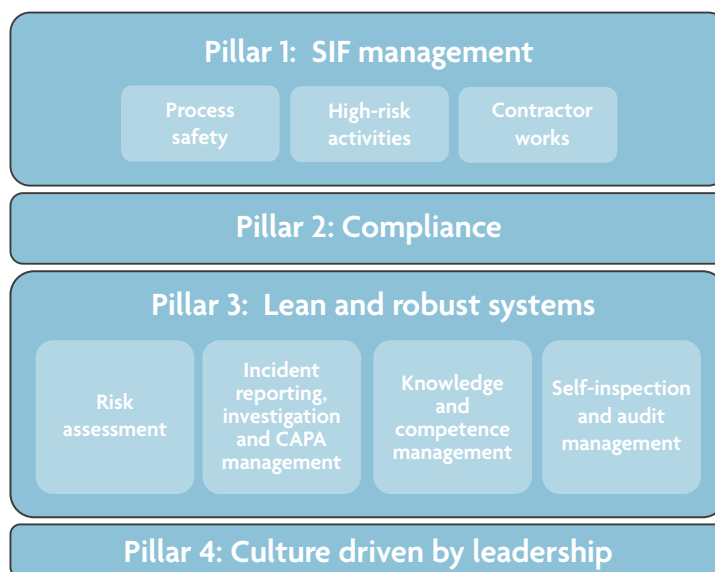 Pillar 1: SIF management
Process
safety
High-risk
activities
Contractor
works
Pillar 2: Compliance
Pillar 3: Lean and robust systems
Risk
assessment
Incident
reporting,
investigation
and CAPA
management
Knowledge
and
competence
management
Self-inspection
and audit
management
Pillar 4: Culture driven by leadership